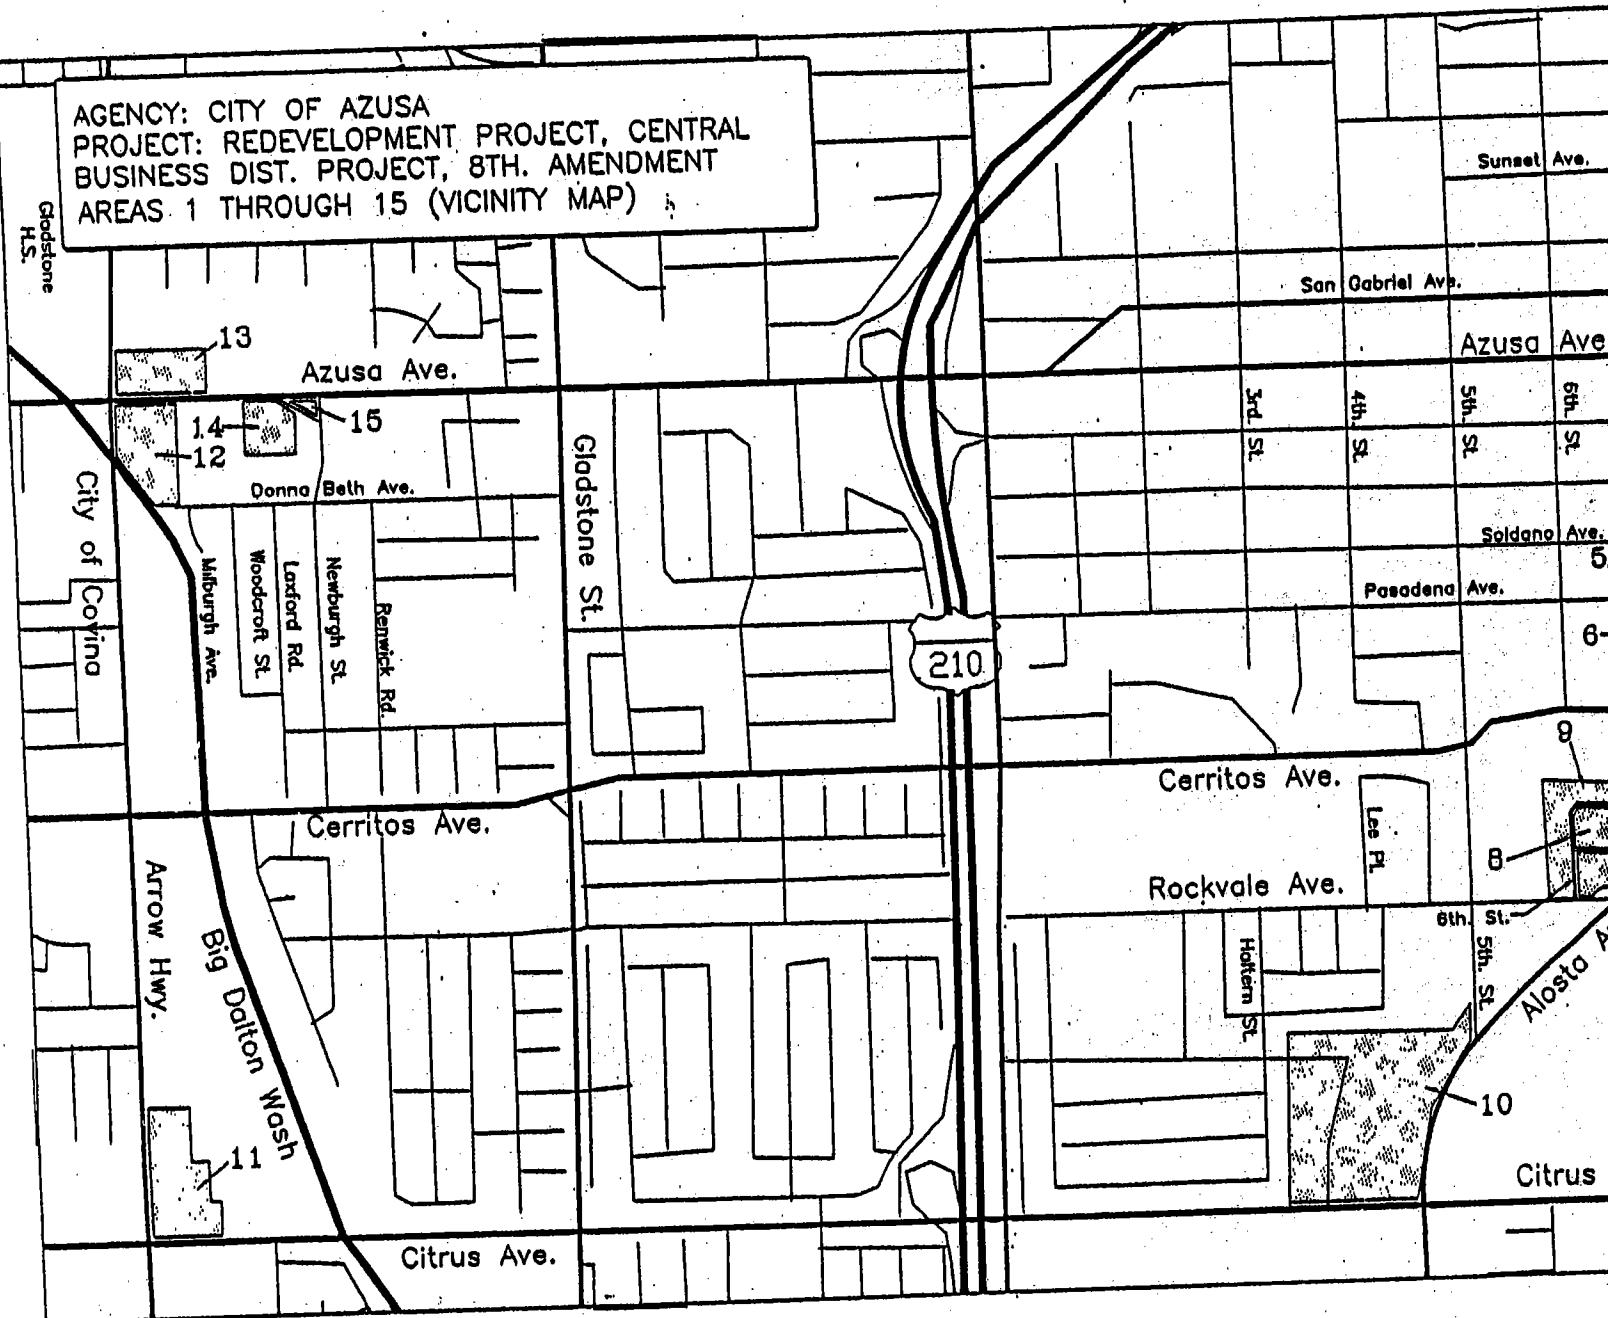 AGENCY: CITY OF AZUSA
PROJECT: REDEVELOPMENT PROJECT, CENTRAL
BUSINESS DIST. PROJECT, 8TH. AMENDMENT
AREAS 1 THROUGH 15 (VICINITY MAP)
Gladstone
H.S.
Sunset Ave.
San Gabriel Ave.
13
Azusa Ave.
Azusa Ave
3rd. St.
4th. St.
5th. St.
6th. St.
14
15
12
Donna Beth Ave.
City of Covina
Gladstone St.
Soldano Ave.
5
Pasadena Ave.
Milburgh Ave.
Woodcroft St.
Laxford Rd.
Newburgh St.
Renwick Rd.
6
210
9
Cerritos Ave.
Cerritos Ave.
Lee Pl.
8
Rockvale Ave.
6th. St.
5th. St.
Arrow Hwy.
Big Dalton Wash
Haltern St.
Alosta A
10
11
Citrus
Citrus Ave.